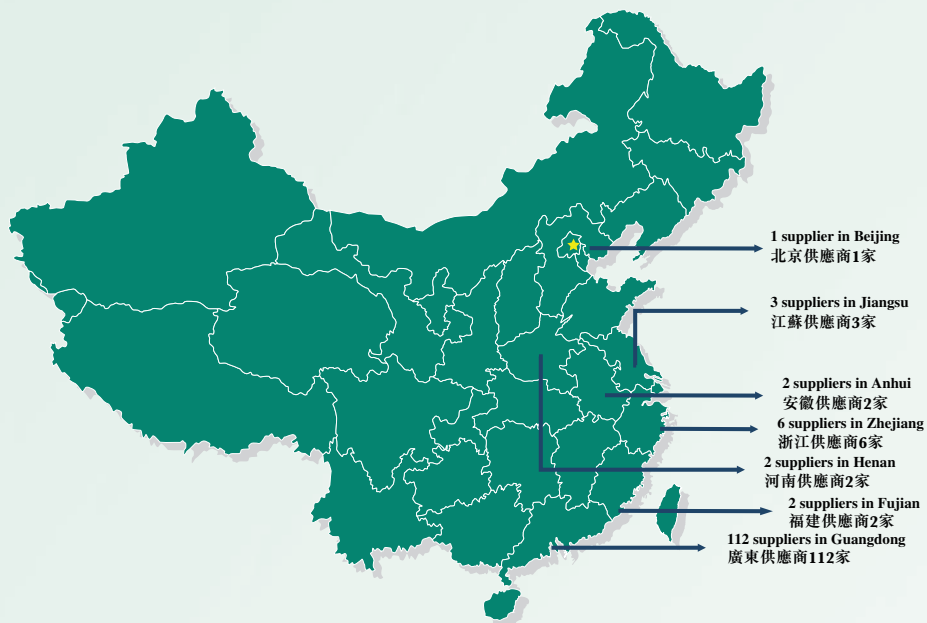 1 supplier in Beijing
北京供應商1家
3 suppliers in Jiangsu
江蘇供應商3家
2 suppliers in Anhui
安徽供應商2家
6 suppliers in Zhejiang
浙江供應商6家
2 suppliers in Henan
河南供應商2家
2 suppliers in Fujian
福建供應商2家
112 suppliers in Guangdong
廣東供應商112家